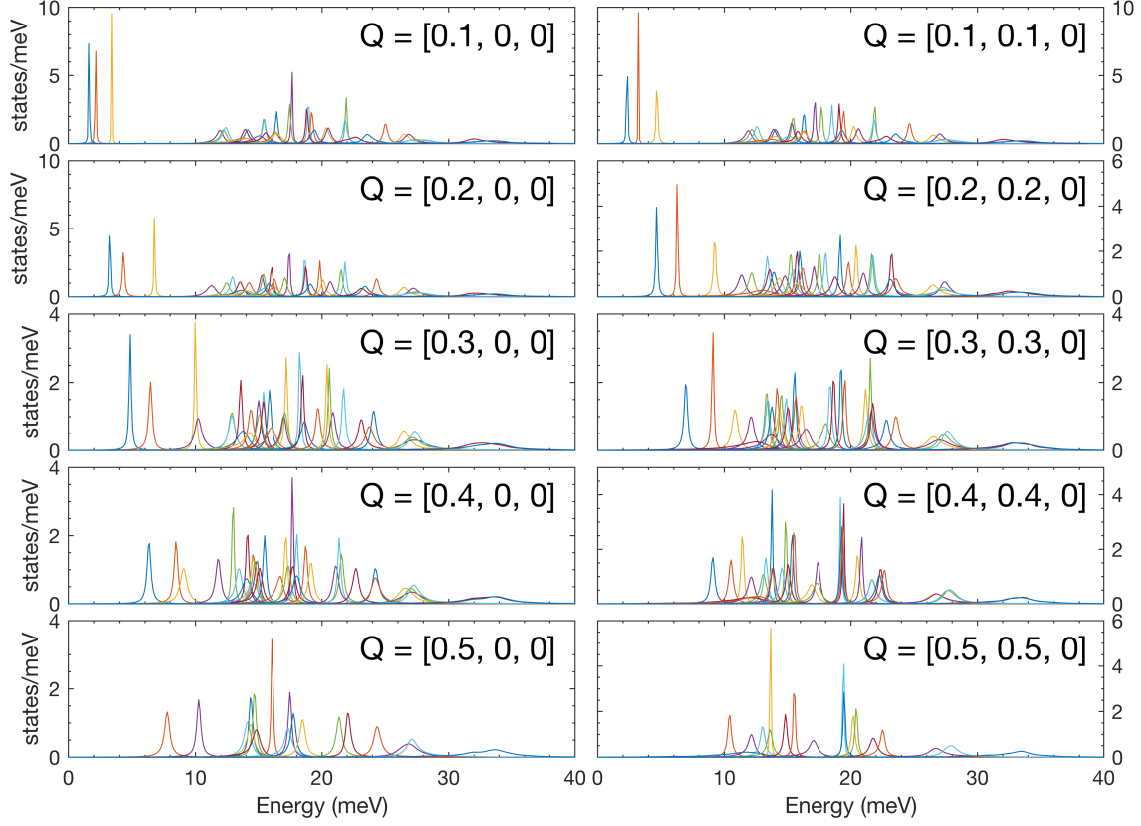 10
5
0
states/meV
Q = [0.1, 0, 0]
10
5
0
Q = [0.1, 0.1, 0]
10
5
0
states/meV
Q = [0.2, 0, 0]
6
4
2
0
Q = [0.2, 0.2, 0]
4
2
0
states/meV
Q = [0.3, 0, 0]
4
2
0
Q = [0.3, 0.3, 0]
4
2
0
states/meV
Q = [0.4, 0, 0]
4
2
0
Q = [0.4, 0.4, 0]
4
2
0
states/meV
Q = [0.5, 0, 0]
6
4
2
0
Q = [0.5, 0.5, 0]
0 10 20 30 40
0 10 20 30 40
Energy (meV)
Energy (meV)